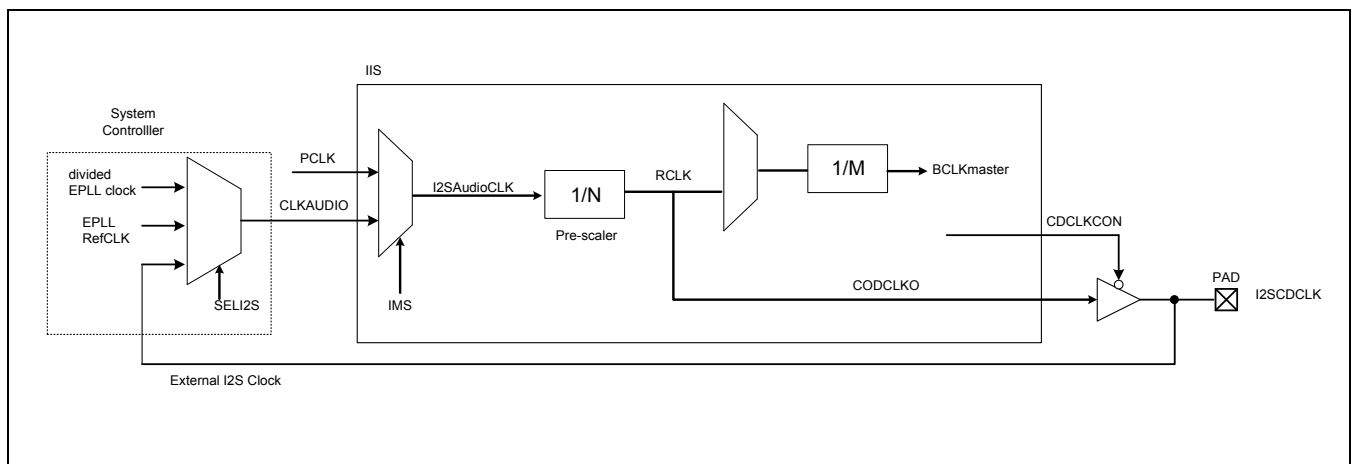 IIS
System
Controlller
divided
EPLL clock
EPLL
RefCLK
SELI2S
CLKAUDIO
PCLK
IMS
I2SAudioCLK
1/N
Pre-scaler
RCLK
1/M
BCLKmaster
CDCLKCON
CODCLKO
PAD
I2SCDCLK
External I2S Clock